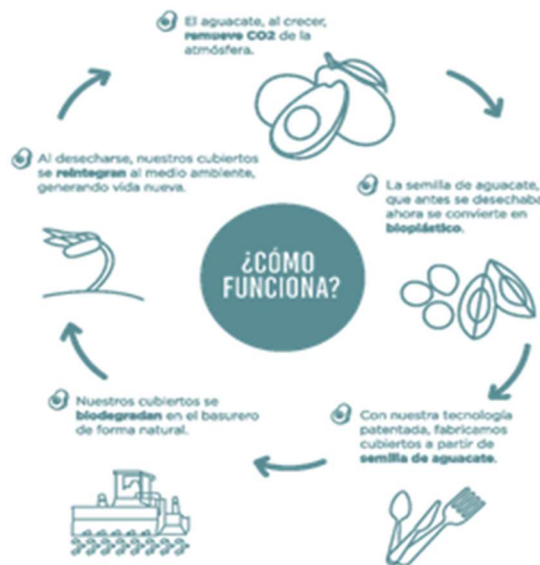 El aguacate, al crecer,
remueve CO2 de la
atmósfera.
La semilla de aguacate,
que antes se desechaba
ahora se convierte en
bioplástico.
Con nuestra tecnología
patentada, fabricamos
cubiertos a partir de
semilla de aguacate.
Nuestros cubiertos se
biodegradan en el basurero
de forma natural.
Al desecharse, nuestros cubiertos
se reintegran al medio ambiente,
generando vida nueva.
¿CÓMO
FUNCIONA?